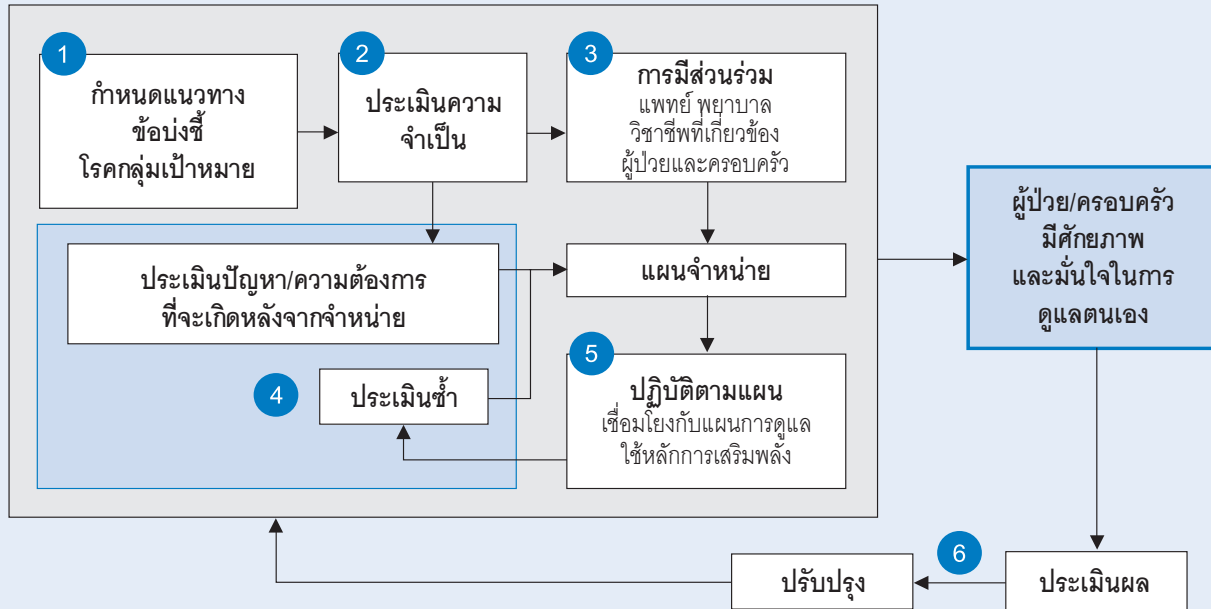 1
กำหนดแนวทาง
ข้อบ่งชี้
โรคกลุ่มเป้าหมาย
2
ประเมินความ
จำเป็น
3
การมีส่วนร่วม
แพทย์ พยาบาล
วิชาชีพที่เกี่ยวข้อง
ผู้ป่วยและครอบครัว
ประเมินปัญหา/ความต้องการ
ที่จะเกิดหลังจากจำหน่าย
แผนจำหน่าย
4
ประเมินซ้ำ
5
ปฏิบัติตามแผน
เชื่อมโยงกับแผนการดูแล
ใช้หลักการเสริมพลัง
ผู้ป่วย/ครอบครัว
มีศักยภาพ
และมั่นใจในการ
ดูแลตนเอง
6
ประเมินผล
ปรับปรุง